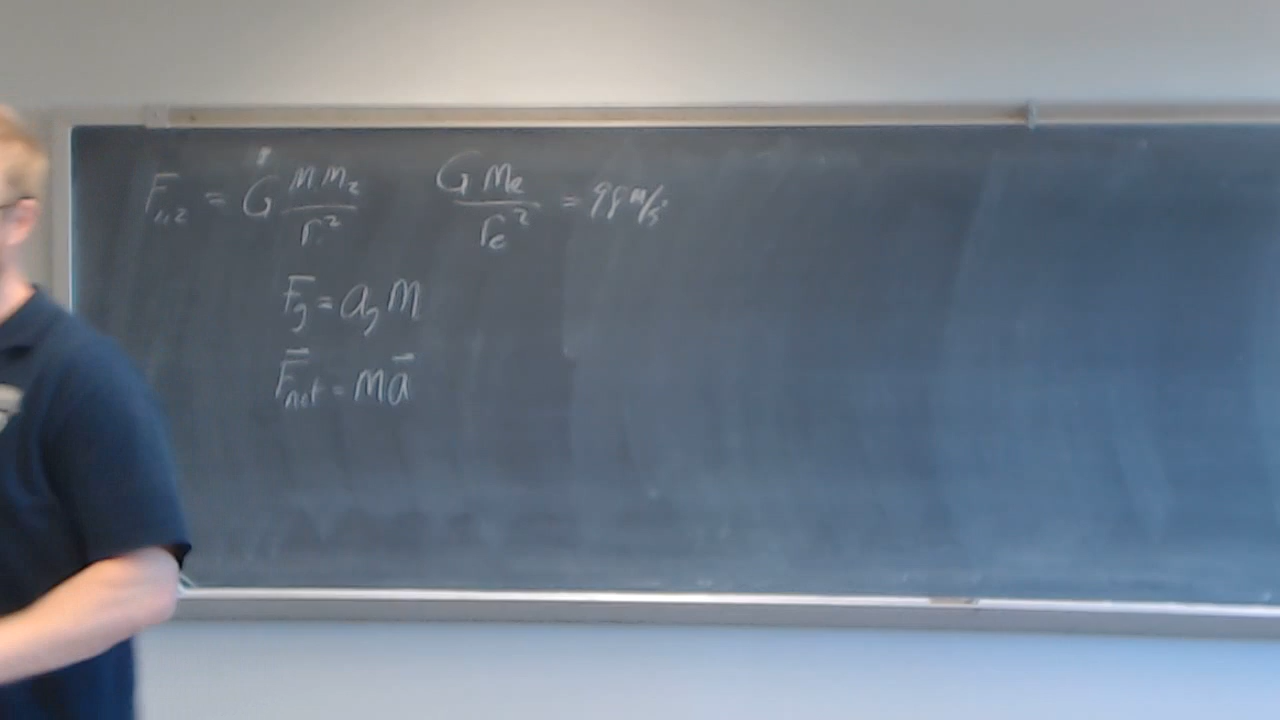 F₁,₂ = G m m₂ / r² G mₑ / rₑ² = 9.8 m/s²
F_g = a_g m
F⃗_net = m a⃗